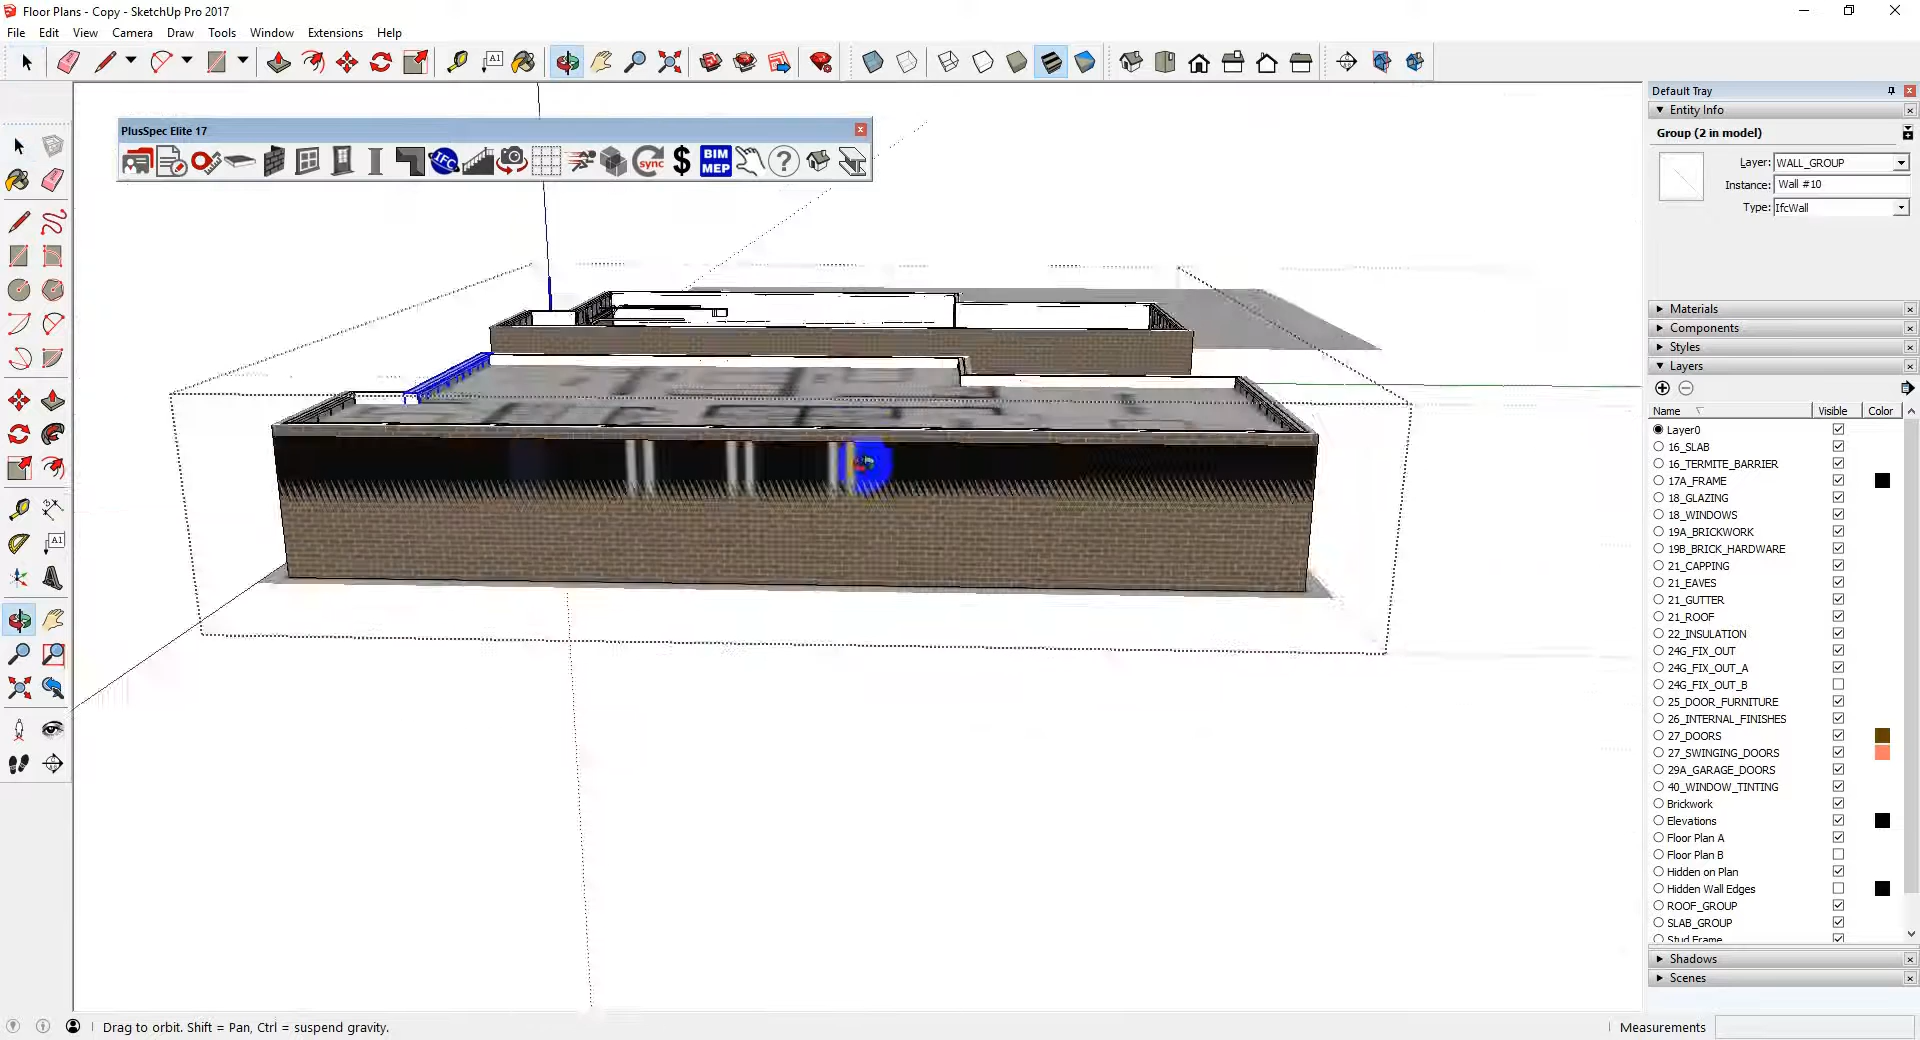 Floor Plans - Copy - SketchUp Pro 2017
File Edit View Camera Draw Tools Window Extensions Help
A1
PlusSpec Elite 17
IFC sync $ BIM MEP ?
Default Tray
Entity Info
Group (2 in model)
Layer: WALL_GROUP
Instance: Wall #10
Type: IfcWall
Materials
Components
Styles
Layers
Name Visible Color
Layer0
16_SLAB
16_TERMITE_BARRIER
17A_FRAME
18_GLAZING
18_WINDOWS
19A_BRICKWORK
19B_BRICK_HARDWARE
21_CAPPING
21_EAVES
21_GUTTER
21_ROOF
22_INSULATION
24G_FIX_OUT
24G_FIX_OUT_A
24G_FIX_OUT_B
25_DOOR_FURNITURE
26_INTERNAL_FINISHES
27_DOORS
27_SWINGING_DOORS
29A_GARAGE_DOORS
40_WINDOW_TINTING
Brickwork
Elevations
Floor Plan A
Floor Plan B
Hidden on Plan
Hidden Wall Edges
ROOF_GROUP
SLAB_GROUP
Stud Frame
Shadows
Scenes
A1
Drag to orbit. Shift = Pan, Ctrl = suspend gravity.
Measurements